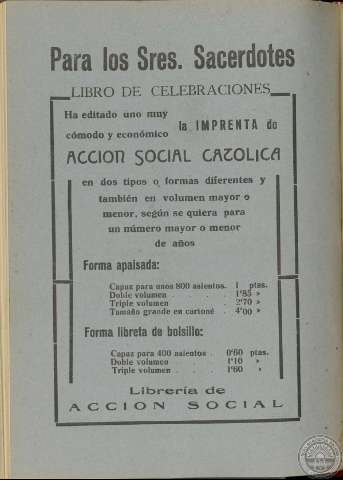 Para los Sres. Sacerdotes
LIBRO DE CELEBRACIONES
Ha editado uno muy
cómodo y económico
la IMPRENTA de
ACCION SOCIAL CATOLICA
en dos tipos o formas diferentes y
también en volumen mayor o
menor, según se quiera para
un número mayor o menor
de años
Forma apaisada:
Capaz para unos 800 asientos. 1 ptas.
Doble volumen . . . . 1'85 »
Triple volumen . . . . 2'70 »
Tamaño grande en cartoné . 4'00 »
Forma libreta de bolsillo:
Capaz para 400 asientos . 0'60 ptas.
Doble volumen . . . . 1'10 »
Triple volumen . . . . 1'60 »
Librería de
ACCION SOCIAL